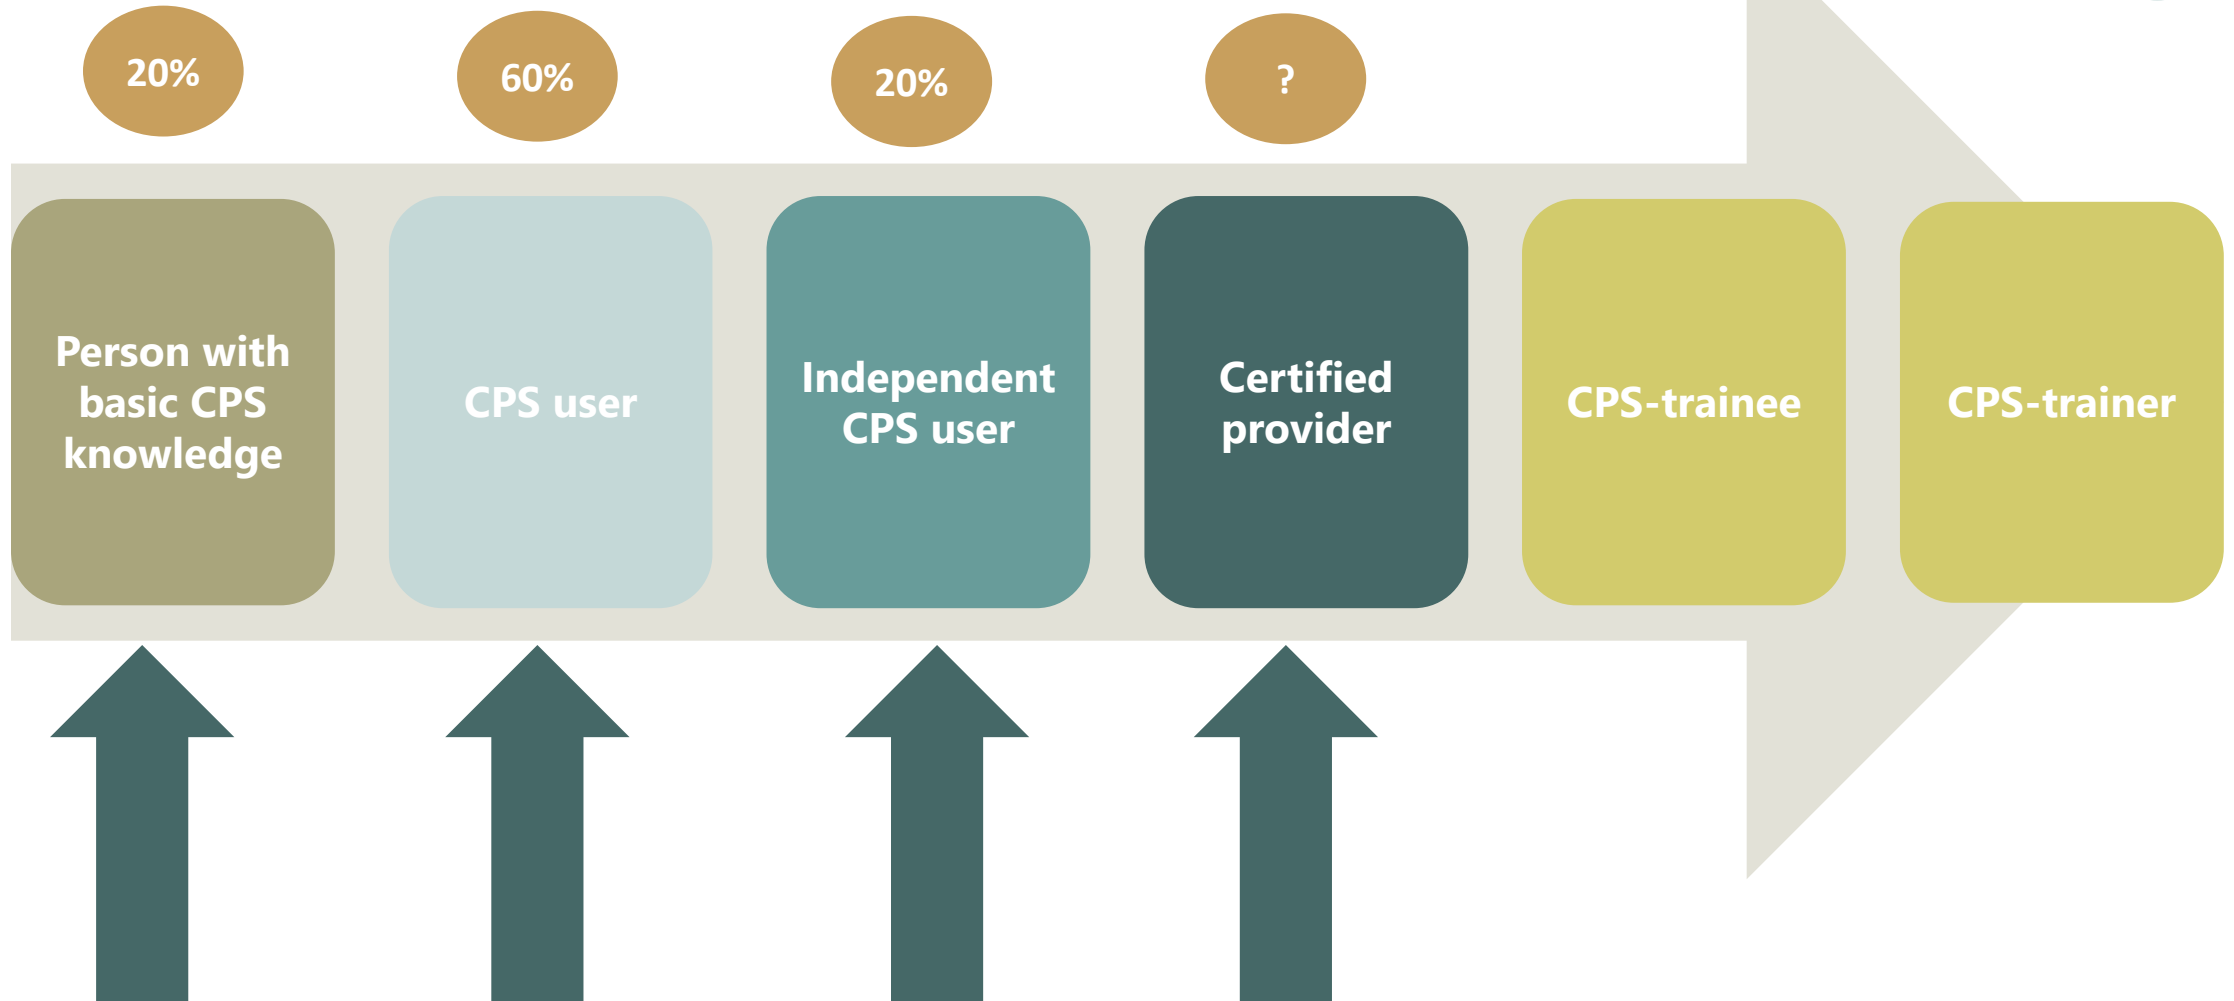 20%
60%
20%
?
Person with
basic CPS
knowledge
CPS user
Independent
CPS user
Certified
provider
CPS-trainee
CPS-trainer